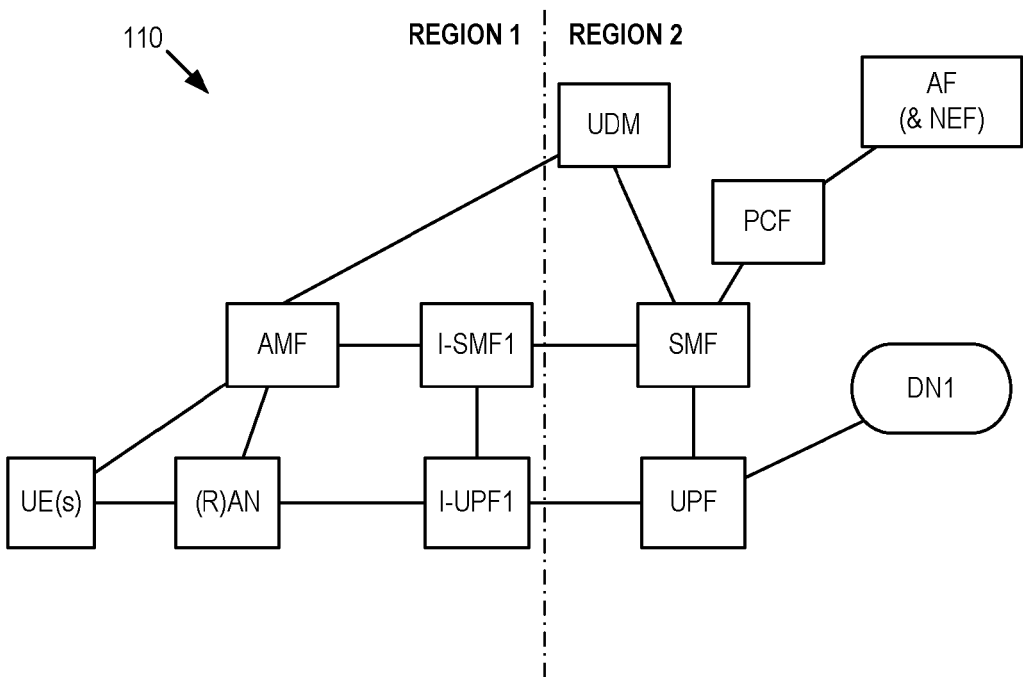 110
REGION 1
REGION 2
AF
(& NEF)
UDM
PCF
AMF
I-SMF1
SMF
DN1
UE(s)
(R)AN
I-UPF1
UPF